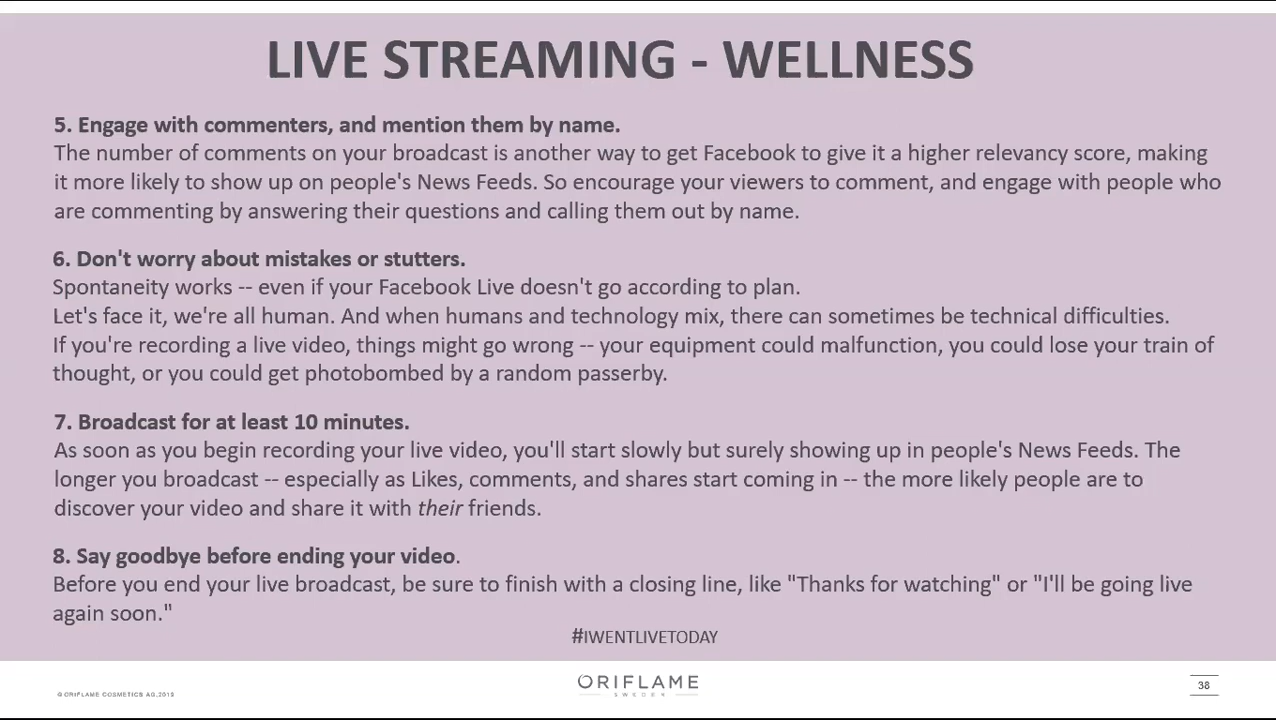 LIVE STREAMING - WELLNESS
5. Engage with commenters, and mention them by name.
The number of comments on your broadcast is another way to get Facebook to give it a higher relevancy score, making
it more likely to show up on people's News Feeds. So encourage your viewers to comment, and engage with people who
are commenting by answering their questions and calling them out by name.
6. Don't worry about mistakes or stutters.
Spontaneity works -- even if your Facebook Live doesn't go according to plan.
Let's face it, we're all human. And when humans and technology mix, there can sometimes be technical difficulties.
If you're recording a live video, things might go wrong -- your equipment could malfunction, you could lose your train of
thought, or you could get photobombed by a random passerby.
7. Broadcast for at least 10 minutes.
As soon as you begin recording your live video, you'll start slowly but surely showing up in people's News Feeds. The
longer you broadcast -- especially as Likes, comments, and shares start coming in -- the more likely people are to
discover your video and share it with their friends.
8. Say goodbye before ending your video.
Before you end your live broadcast, be sure to finish with a closing line, like "Thanks for watching" or "I'll be going live
again soon."
#IWENTLIVETODAY
© ORIFLAME COSMETICS AG, 2013
ORIFLAME
SWEDEN
38